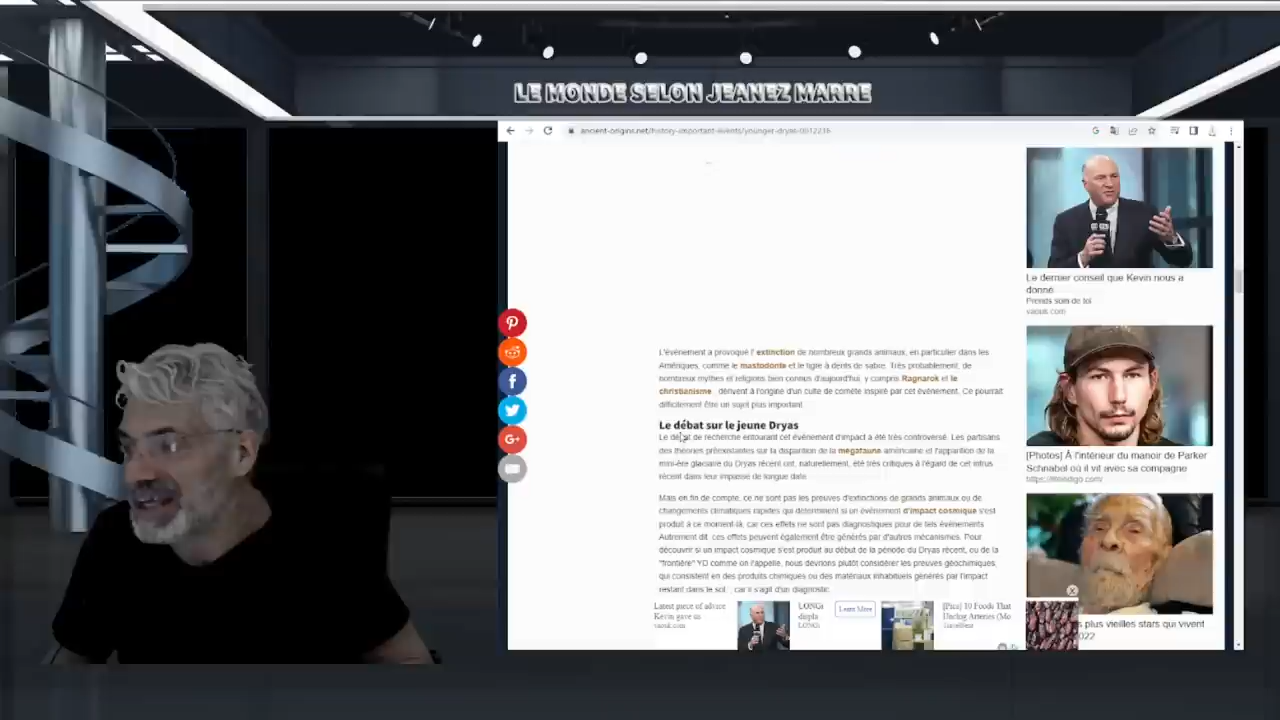 LE MONDE SELON JEANEZ MARRE
ancient-origins.net/history-important-events/younger-dryas-0012216
L'événement a provoqué l' extinction de nombreux grands animaux, en particulier dans les
Amériques, comme le mastodonte et le tigre à dents de sabre. Très probablement, de
nombreux mythes et religions bien connus d'aujourd'hui, y compris Ragnarok et le
christianisme , dérivent à l'origine d'un culte de comète inspiré par cet événement. Ce pourrait
difficilement être un sujet plus important.
Le débat sur le jeune Dryas
Le débat de recherche entourant cet événement d'impact a été très controversé. Les partisans
des théories préexistantes sur la disparition de la mégafaune américaine et l'apparition de la
mini-ère glaciaire du Dryas récent ont, naturellement, été très critiques à l'égard de cet intrus
récent dans leur impasse de longue date.
Mais en fin de compte, ce ne sont pas les preuves d'extinctions de grands animaux ou de
changements climatiques rapides qui déterminent si un événement d'impact cosmique s'est
produit à ce moment-là, car ces effets ne sont pas diagnostiques pour de tels événements.
Autrement dit, ces effets peuvent également être générés par d'autres mécanismes. Pour
découvrir si un impact cosmique s'est produit au début de la période du Dryas récent, ou de la
"frontière" YD comme on l'appelle, nous devrions plutôt considérer les preuves géochimiques,
qui consistent en des produits chimiques ou des matériaux inhabituels générés par l'impact
restant dans le sol. , car il s'agit d'un diagnostic.
Le dernier conseil que Kevin nous a
donné
Prends soin de toi
vaouk.com
[Photos] À l'intérieur du manoir de Parker
Schnabel où il vit avec sa compagne
s plus vieilles stars qui vivent
022
Latest piece of advice
Kevin gave us
vaouk.com
LONGi
LONGi
Learn More
[Pics] 10 Foods That
Unclog Arteries (Mo